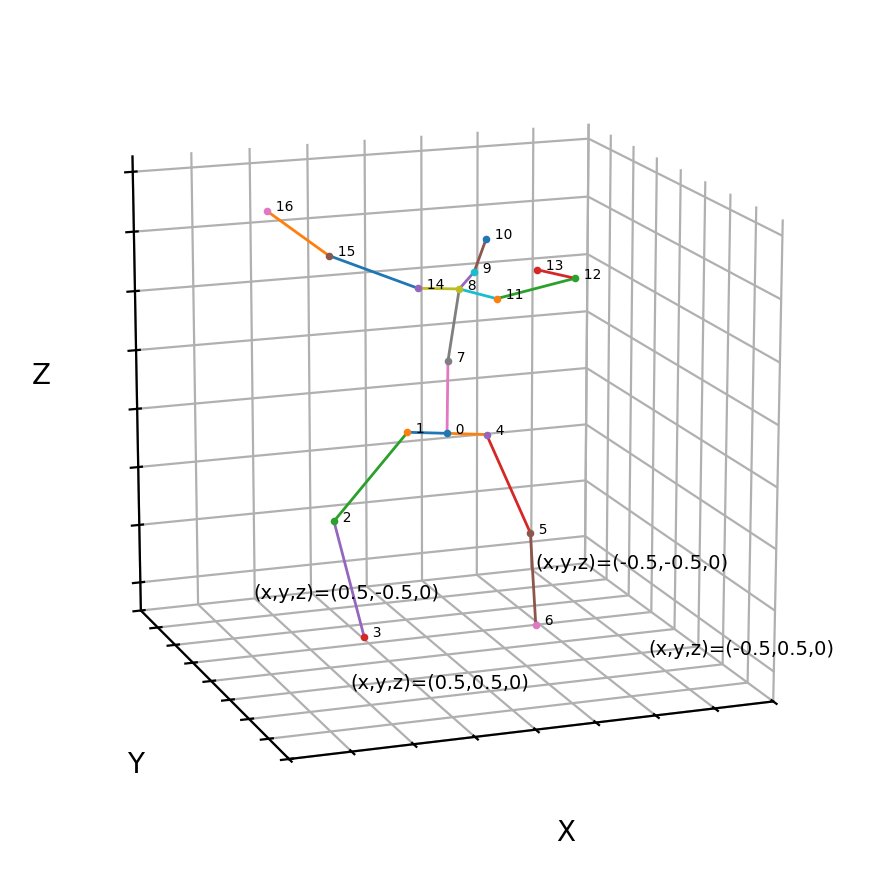 16
10
15
13
9
12
14
8
11
7
Z
1
0
4
2
5
(x,y,z)=(-0.5,-0.5,0)
(x,y,z)=(0.5,-0.5,0)
6
3
(x,y,z)=(-0.5,0.5,0)
(x,y,z)=(0.5,0.5,0)
Y
X